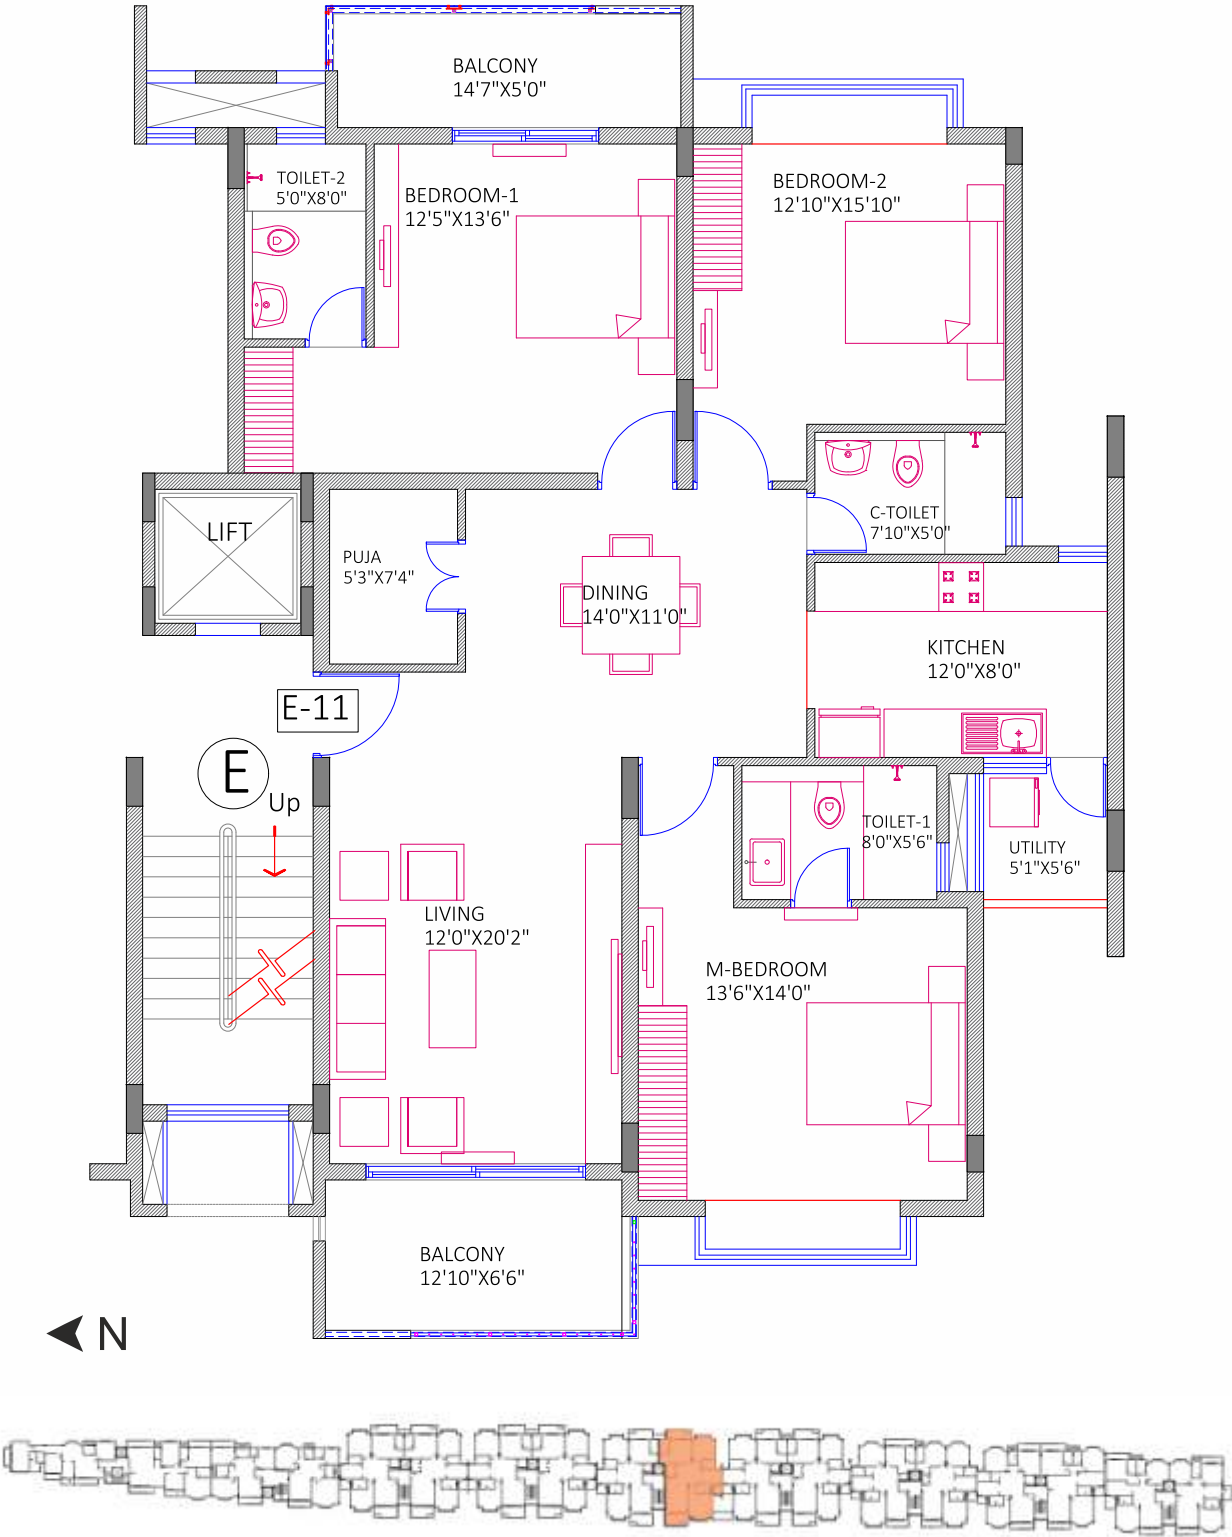 BALCONY
14'7"X5'0"
TOILET-2
5'0"X8'0"
BEDROOM-1
12'5"X13'6"
BEDROOM-2
12'10"X15'10"
C-TOILET
7'10"X5'0"
LIFT
PUJA
5'3"X7'4"
DINING
14'0"X11'0"
KITCHEN
12'0"X8'0"
E-11
E
Up
TOILET-1
8'0"X5'6"
UTILITY
5'1"X5'6"
LIVING
12'0"X20'2"
M-BEDROOM
13'6"X14'0"
BALCONY
12'10"X6'6"
N